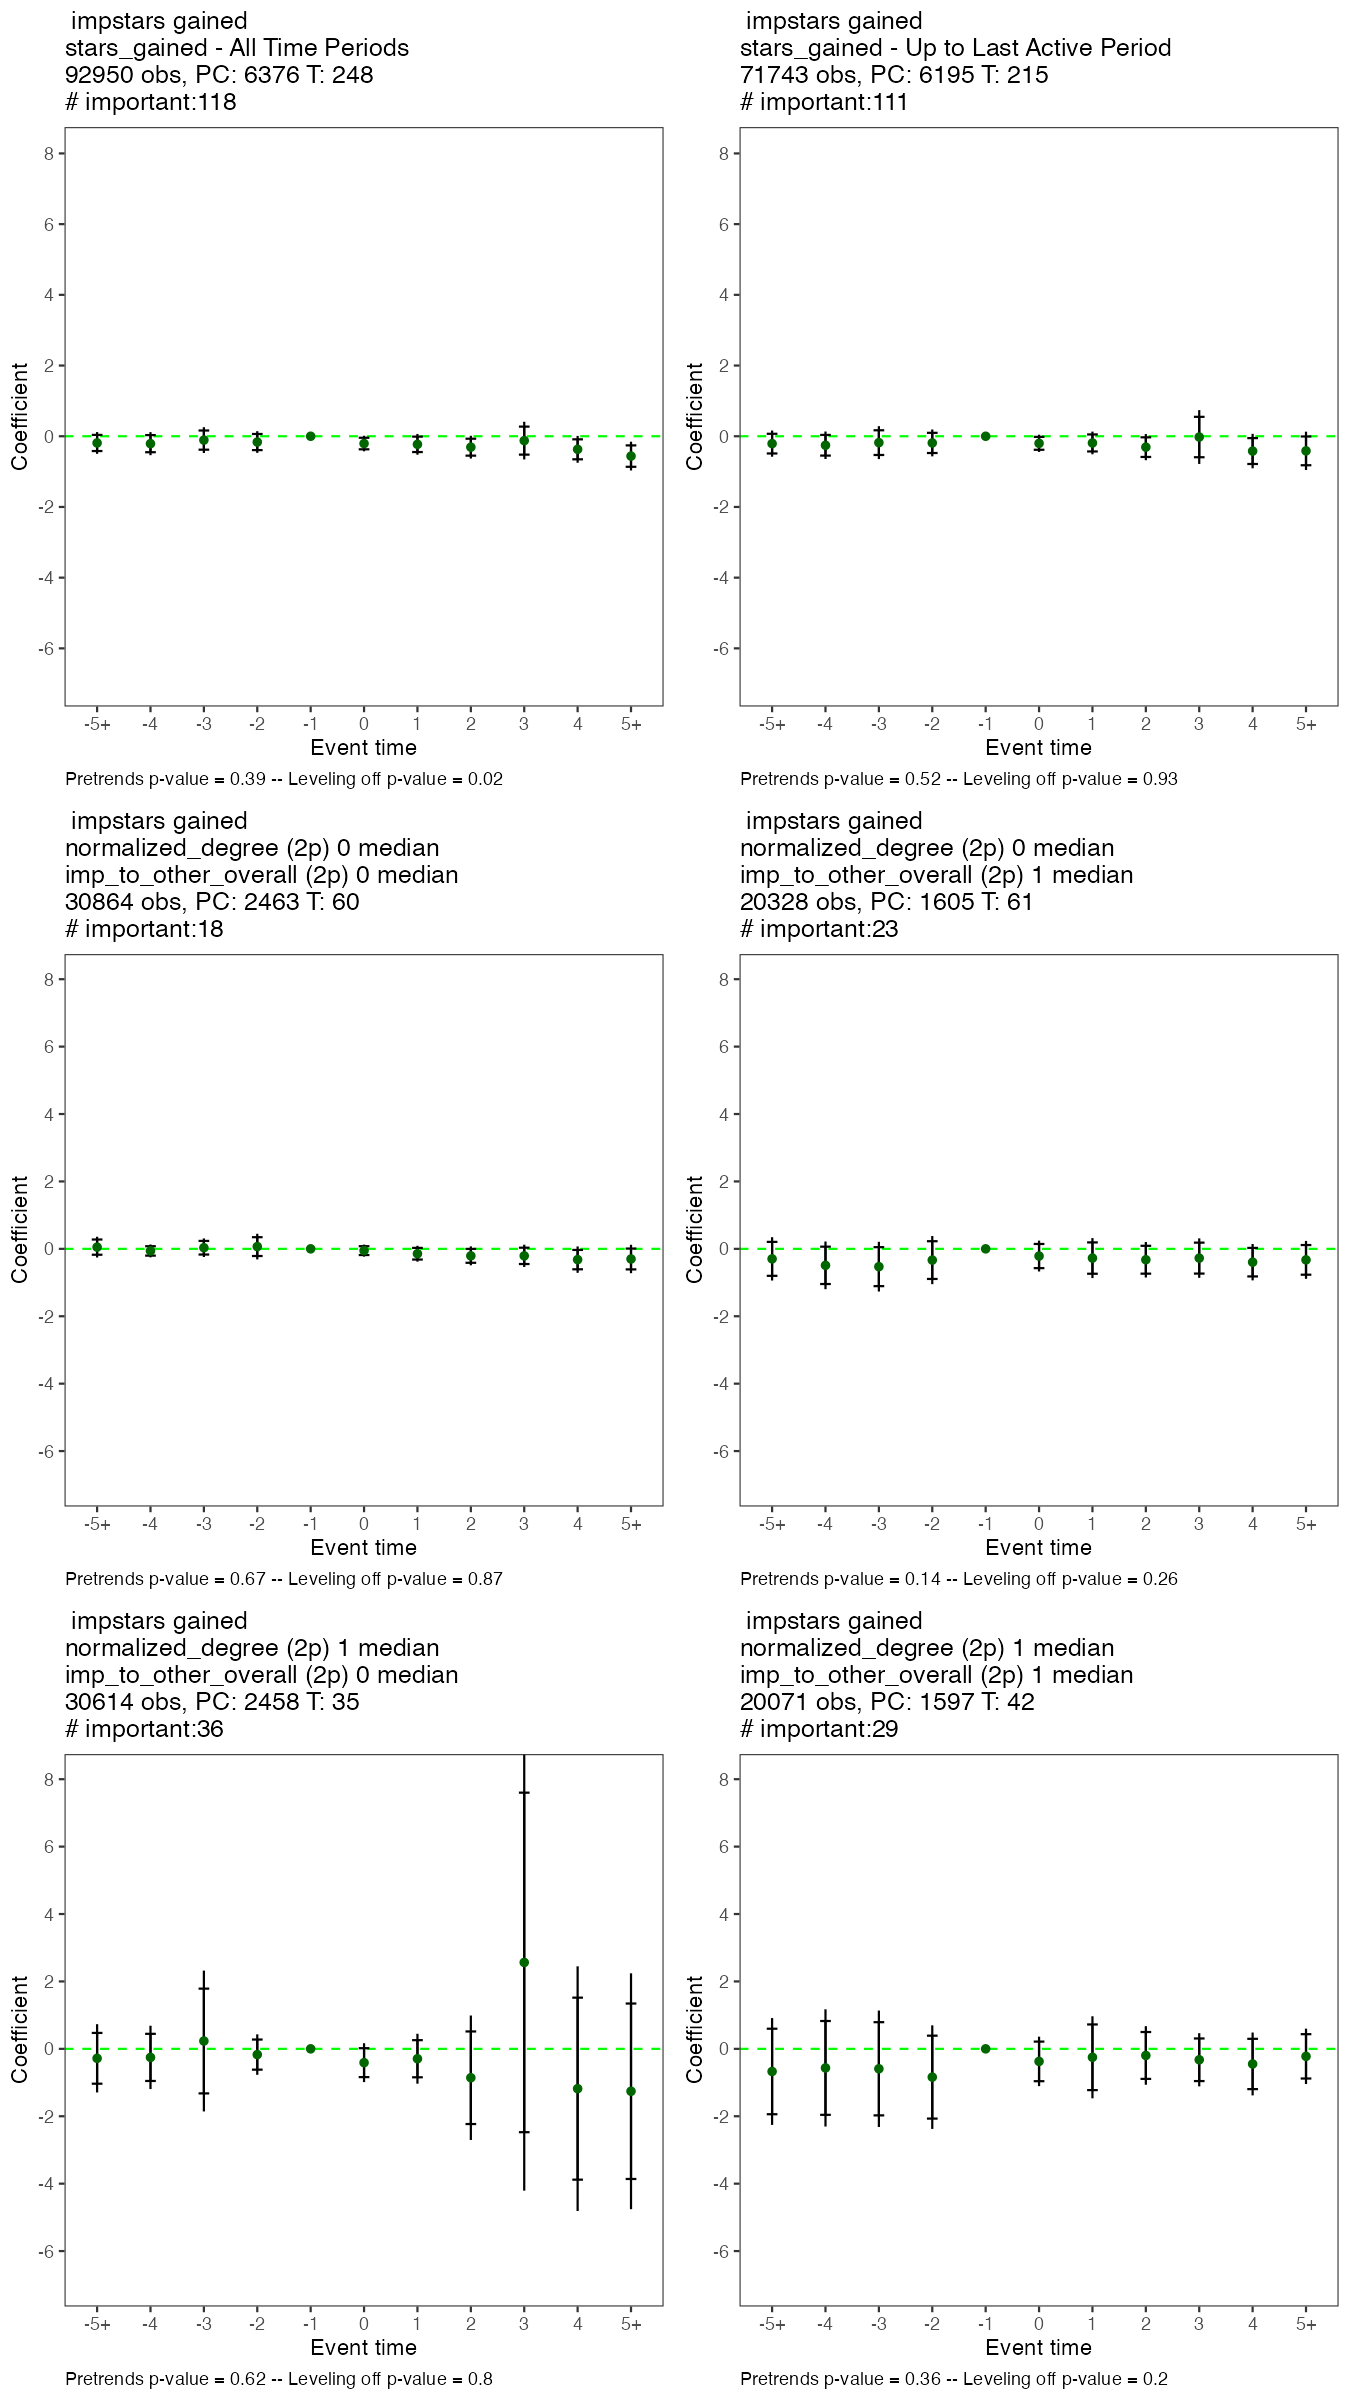 impstars gained
stars_gained - All Time Periods
92950 obs, PC: 6376 T: 248
# important:118
8
6
4
2
0
-2
-4
-6
Coefficient
-5+ -4 -3 -2 -1 0 1 2 3 4 5+
Event time
Pretrends p-value = 0.39 -- Leveling off p-value = 0.02
impstars gained
stars_gained - Up to Last Active Period
71743 obs, PC: 6195 T: 215
# important:111
8
6
4
2
0
-2
-4
-6
Coefficient
-5+ -4 -3 -2 -1 0 1 2 3 4 5+
Event time
Pretrends p-value = 0.52 -- Leveling off p-value = 0.93
impstars gained
normalized_degree (2p) 0 median
imp_to_other_overall (2p) 0 median
30864 obs, PC: 2463 T: 60
# important:18
8
6
4
2
0
-2
-4
-6
Coefficient
-5+ -4 -3 -2 -1 0 1 2 3 4 5+
Event time
Pretrends p-value = 0.67 -- Leveling off p-value = 0.87
impstars gained
normalized_degree (2p) 0 median
imp_to_other_overall (2p) 1 median
20328 obs, PC: 1605 T: 61
# important:23
8
6
4
2
0
-2
-4
-6
Coefficient
-5+ -4 -3 -2 -1 0 1 2 3 4 5+
Event time
Pretrends p-value = 0.14 -- Leveling off p-value = 0.26
impstars gained
normalized_degree (2p) 1 median
imp_to_other_overall (2p) 0 median
30614 obs, PC: 2458 T: 35
# important:36
8
6
4
2
0
-2
-4
-6
Coefficient
-5+ -4 -3 -2 -1 0 1 2 3 4 5+
Event time
Pretrends p-value = 0.62 -- Leveling off p-value = 0.8
impstars gained
normalized_degree (2p) 1 median
imp_to_other_overall (2p) 1 median
20071 obs, PC: 1597 T: 42
# important:29
8
6
4
2
0
-2
-4
-6
Coefficient
-5+ -4 -3 -2 -1 0 1 2 3 4 5+
Event time
Pretrends p-value = 0.36 -- Leveling off p-value = 0.2